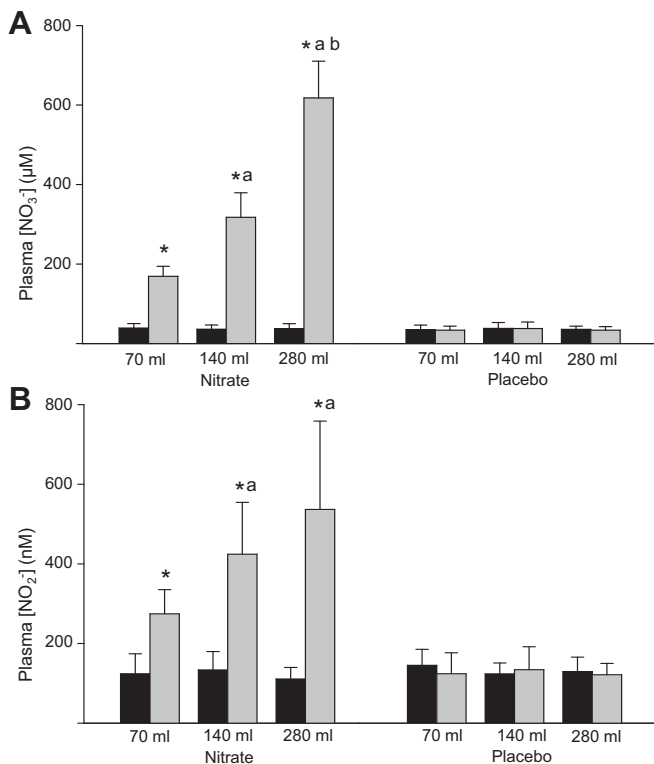 A
Plasma [NO₃⁻] (µM)
800
600
400
200
*
*a
*a b
70 ml 140 ml 280 ml 70 ml 140 ml 280 ml
Nitrate Placebo
B
Plasma [NO₂⁻] (nM)
800
600
400
200
*
*a
*a
70 ml 140 ml 280 ml 70 ml 140 ml 280 ml
Nitrate Placebo